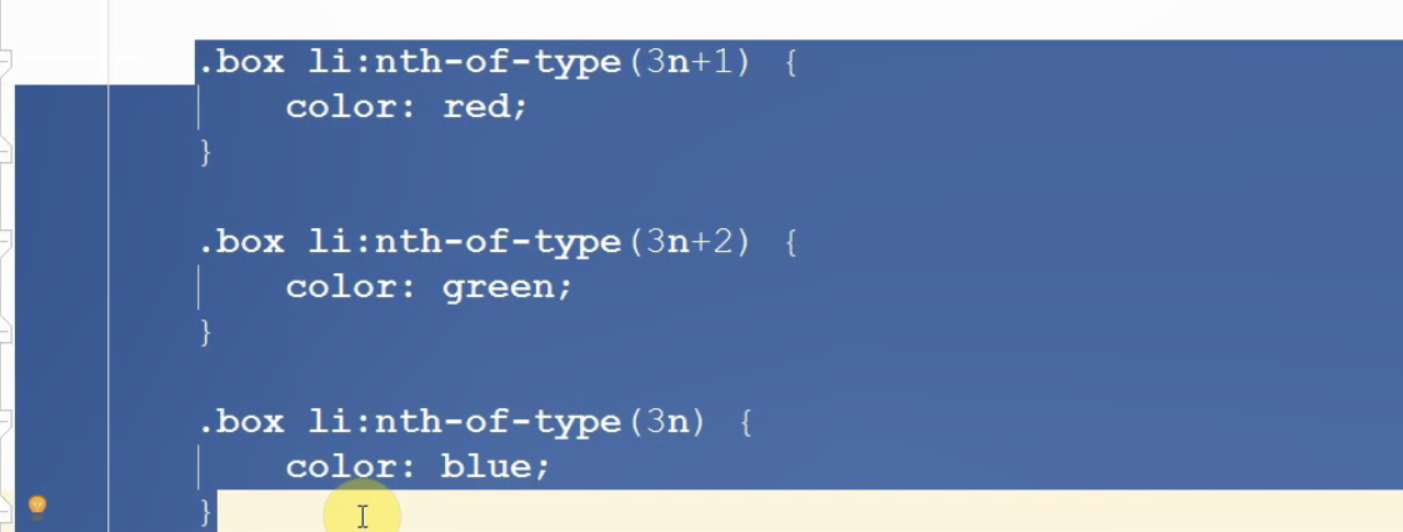 .box li:nth-of-type(3n+1) {
    color: red;
}
.box li:nth-of-type(3n+2) {
    color: green;
}
.box li:nth-of-type(3n) {
    color: blue;
}